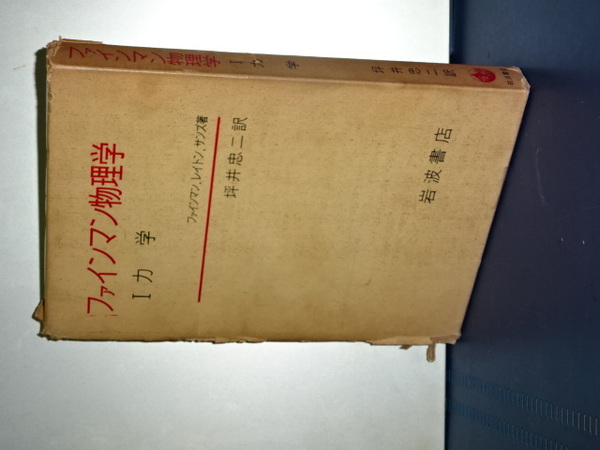 ファインマン物理学
I 力 学
ファインマン, レイトン, サンズ著
坪井忠二訳
岩波書店
ファインマン物理学 I 力 学 坪井忠二訳